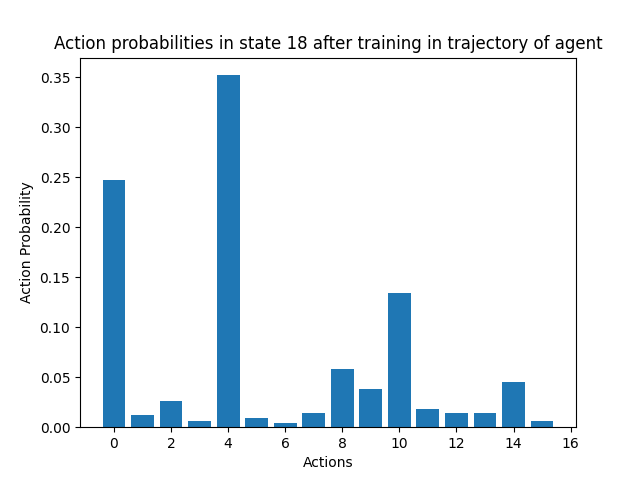 Action probabilities in state 18 after training in trajectory of agent
0.35
0.30
0.25
0.20
0.15
0.10
0.05
0.00
Action Probability
0 2 4 6 8 10 12 14 16
Actions